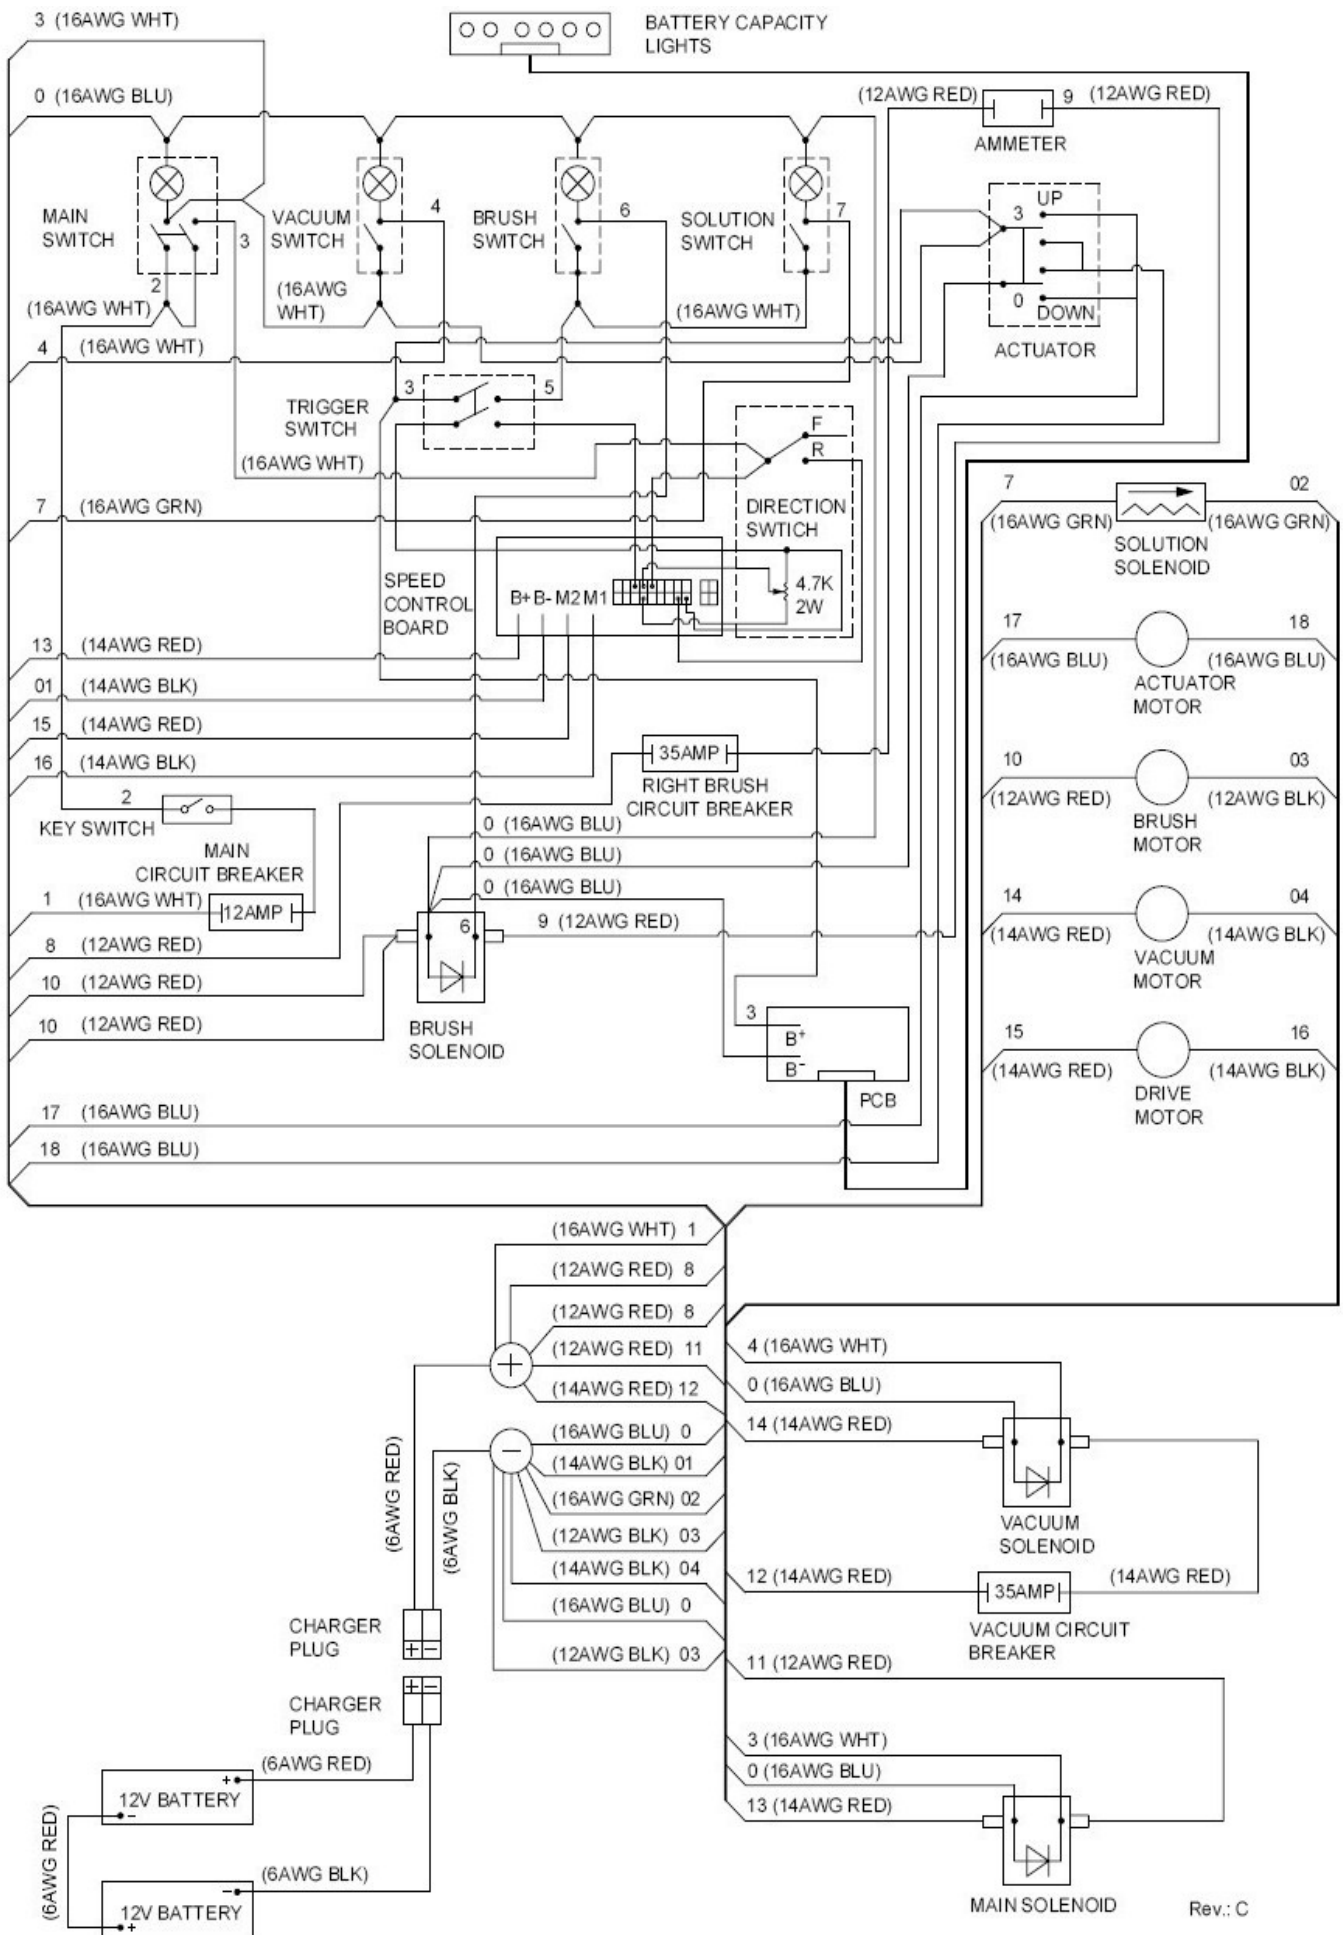 3 (16AWG WHT)
BATTERY CAPACITY
LIGHTS
0 (16AWG BLU)
(12AWG RED)
9 (12AWG RED)
AMMETER
MAIN
SWITCH
3
2
VACUUM
SWITCH
4
BRUSH
SWITCH
6
SOLUTION
SWITCH
7
UP
3
0
DOWN
ACTUATOR
(16AWG WHT)
(16AWG
WHT)
(16AWG WHT)
4 (16AWG WHT)
3
5
TRIGGER
SWITCH
(16AWG WHT)
F
R
DIRECTION
SWTICH
4.7K
2W
7 (16AWG GRN)
SPEED
CONTROL
BOARD
B+ B- M2 M1
7
(16AWG GRN)
02
(16AWG GRN)
SOLUTION
SOLENOID
17
(16AWG BLU)
18
(16AWG BLU)
ACTUATOR
MOTOR
10
(12AWG RED)
03
(12AWG BLK)
BRUSH
MOTOR
14
(14AWG RED)
04
(14AWG BLK)
VACUUM
MOTOR
15
(14AWG RED)
16
(14AWG BLK)
DRIVE
MOTOR
13 (14AWG RED)
01 (14AWG BLK)
15 (14AWG RED)
16 (14AWG BLK)
35AMP
RIGHT BRUSH
CIRCUIT BREAKER
2
KEY SWITCH
MAIN
CIRCUIT BREAKER
0 (16AWG BLU)
0 (16AWG BLU)
0 (16AWG BLU)
1 (16AWG WHT)
12AMP
8 (12AWG RED)
10 (12AWG RED)
10 (12AWG RED)
6
9 (12AWG RED)
BRUSH
SOLENOID
3
B+
B-
PCB
17 (16AWG BLU)
18 (16AWG BLU)
(16AWG WHT) 1
(12AWG RED) 8
(12AWG RED) 8
(12AWG RED) 11
(14AWG RED) 12
+
(16AWG BLU) 0
(14AWG BLK) 01
(16AWG GRN) 02
(12AWG BLK) 03
(14AWG BLK) 04
(16AWG BLU) 0
(12AWG BLK) 03
−
(6AWG RED)
(6AWG BLK)
4 (16AWG WHT)
0 (16AWG BLU)
14 (14AWG RED)
VACUUM
SOLENOID
12 (14AWG RED)
35AMP
(14AWG RED)
VACUUM CIRCUIT
BREAKER
11 (12AWG RED)
3 (16AWG WHT)
0 (16AWG BLU)
13 (14AWG RED)
MAIN SOLENOID
CHARGER
PLUG
+ −
CHARGER
PLUG
+ −
(6AWG RED)
+
12V BATTERY
−
(6AWG RED)
(6AWG BLK)
−
12V BATTERY
+
Rev.: C